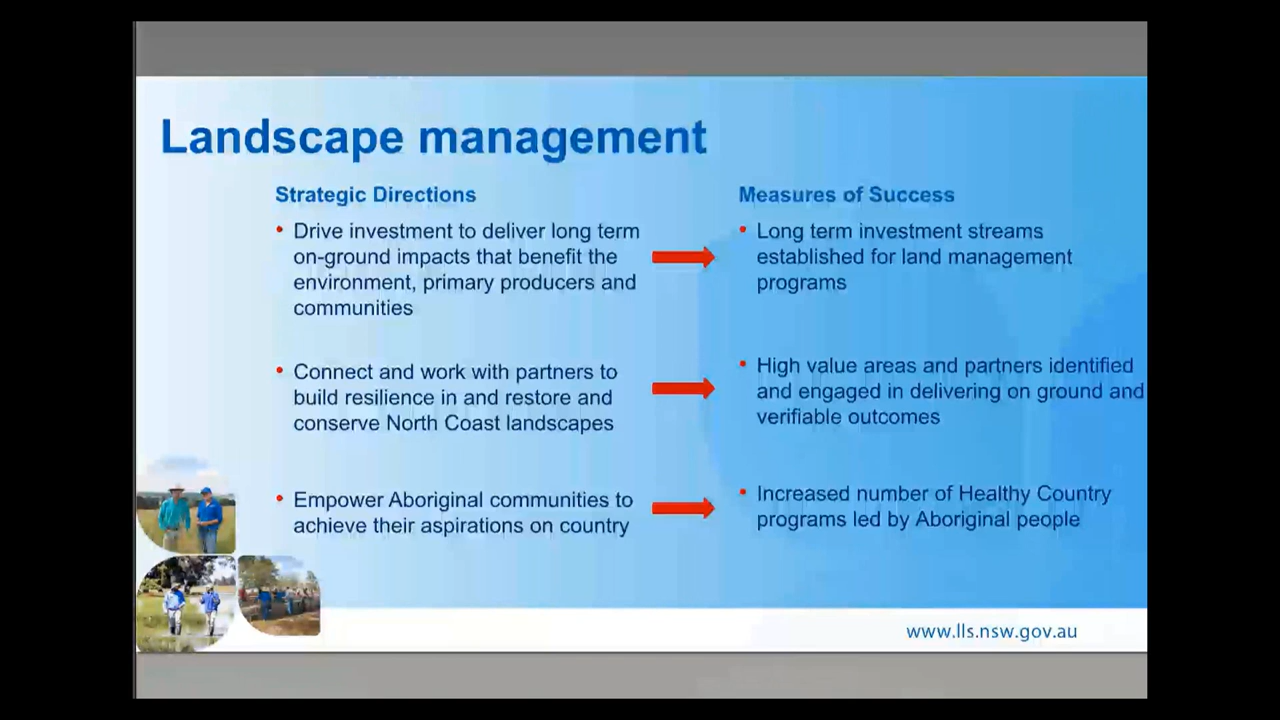 Landscape management
Strategic Directions
• Drive investment to deliver long term
on-ground impacts that benefit the
environment, primary producers and
communities
• Connect and work with partners to
build resilience in and restore and
conserve North Coast landscapes
• Empower Aboriginal communities to
achieve their aspirations on country
Measures of Success
• Long term investment streams
established for land management
programs
• High value areas and partners identified
and engaged in delivering on ground and
verifiable outcomes
• Increased number of Healthy Country
programs led by Aboriginal people
www.lls.nsw.gov.au